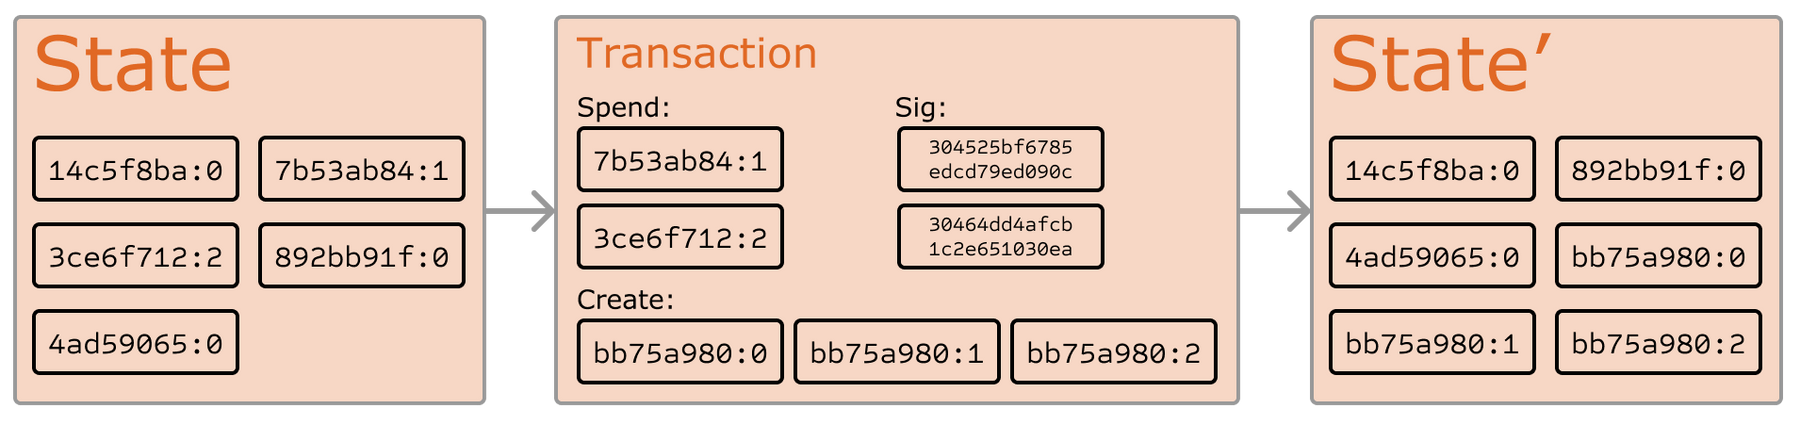 State
14c5f8ba:0 7b53ab84:1
3ce6f712:2 892bb91f:0
4ad59065:0
Transaction
Spend: Sig:
7b53ab84:1
304525bf6785
edcd79ed090c
3ce6f712:2
30464dd4afcb
1c2e651030ea
Create:
bb75a980:0 bb75a980:1 bb75a980:2
State’
14c5f8ba:0 892bb91f:0
4ad59065:0 bb75a980:0
bb75a980:1 bb75a980:2